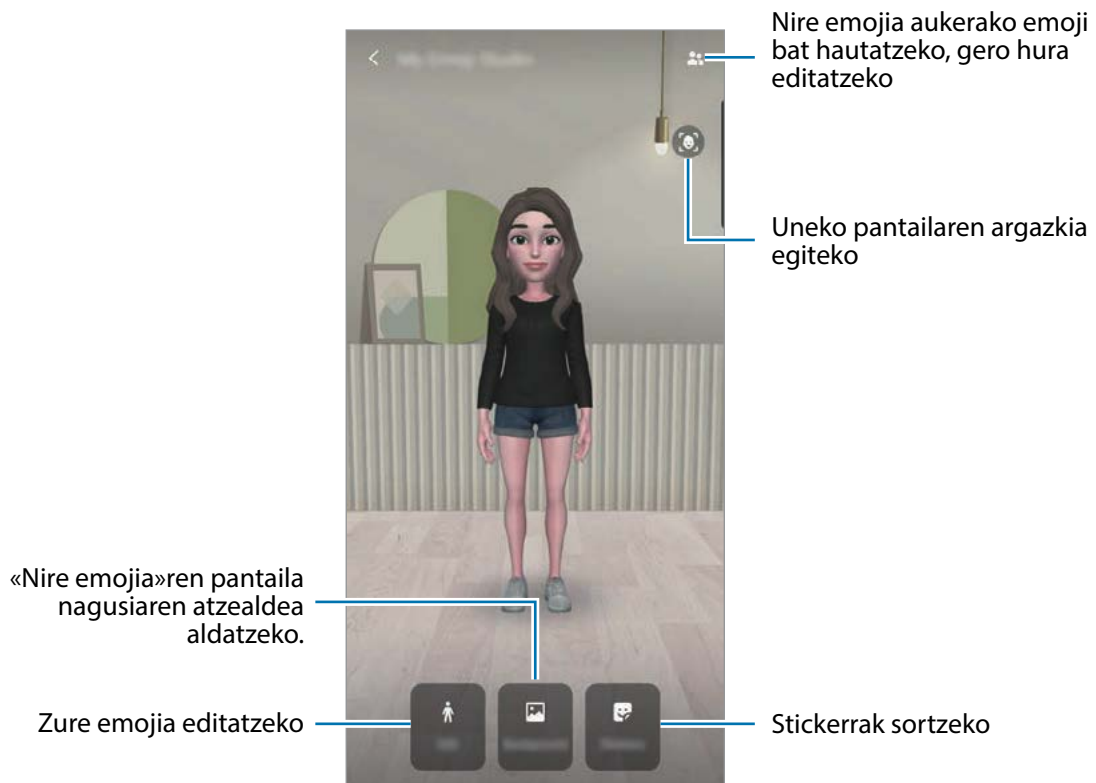 Nire emojia aukerako emoji
bat hautatzeko, gero hura
editatzeko
Uneko pantailaren argazkia
egiteko
«Nire emojia»ren pantaila
nagusiaren atzealdea
aldatzeko.
Zure emojia editatzeko
Stickerrak sortzeko